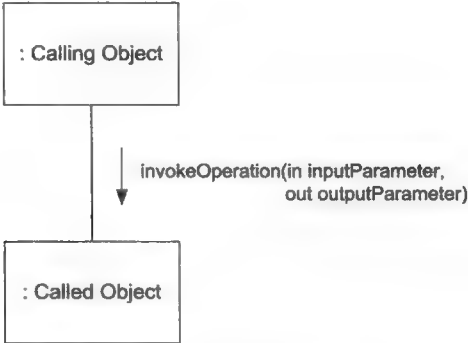 : Calling Object
invokeOperation(in inputParameter,
out outputParameter)
: Called Object